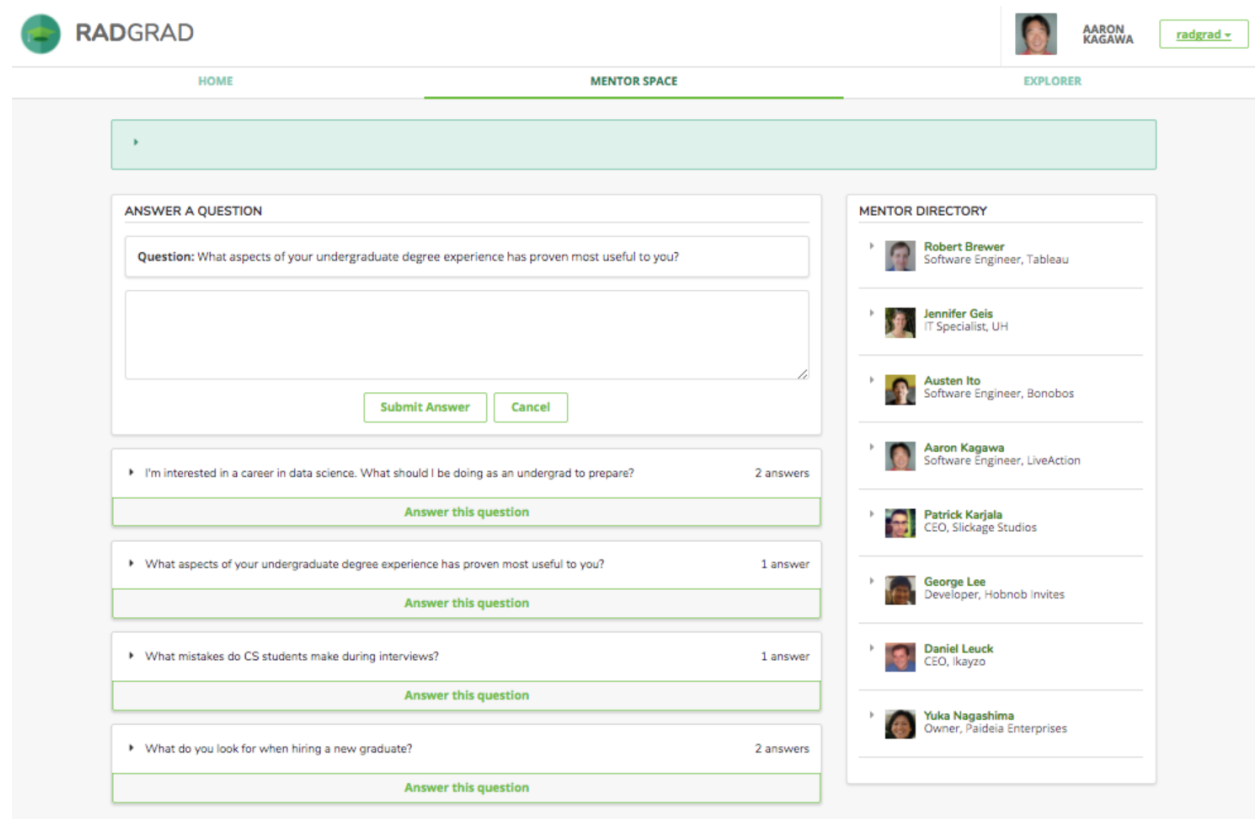 RADGRAD
AARON
KAGAWA
radgrad
HOME
MENTOR SPACE
EXPLORER
ANSWER A QUESTION
Question: What aspects of your undergraduate degree experience has proven most useful to you?
Submit Answer
Cancel
I'm interested in a career in data science. What should I be doing as an undergrad to prepare?
2 answers
Answer this question
What aspects of your undergraduate degree experience has proven most useful to you?
1 answer
Answer this question
What mistakes do CS students make during interviews?
1 answer
Answer this question
What do you look for when hiring a new graduate?
2 answers
Answer this question
MENTOR DIRECTORY
Robert Brewer
Software Engineer, Tableau
Jennifer Geis
IT Specialist, UH
Austen Ito
Software Engineer, Bonobos
Aaron Kagawa
Software Engineer, LiveAction
Patrick Karjala
CEO, Slickage Studios
George Lee
Developer, Hobnob Invites
Daniel Leuck
CEO, Ikayzo
Yuka Nagashima
Owner, Paideia Enterprises